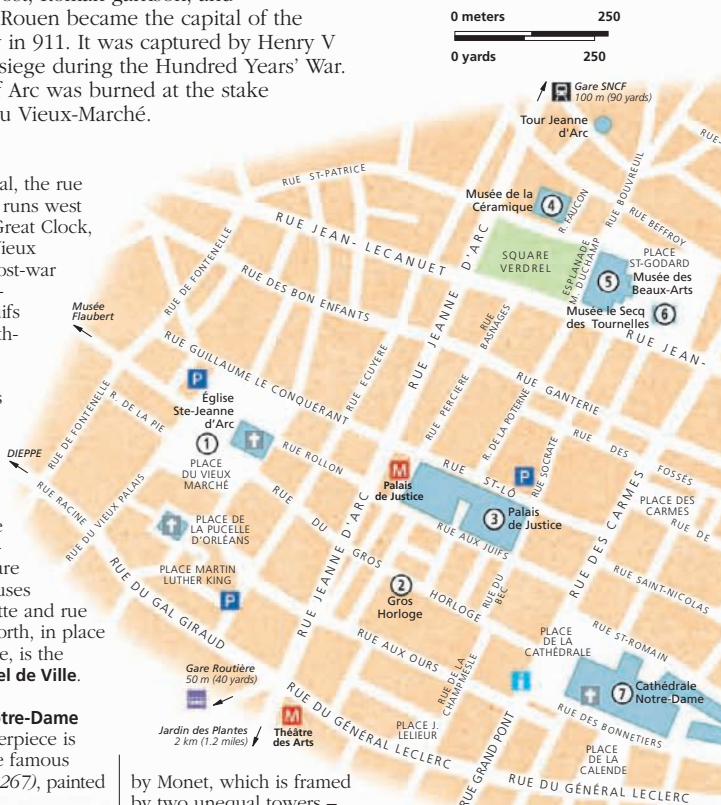 Rouen became the capital of the
in 911. It was captured by Henry V
siege during the Hundred Years' War.
Arc was burned at the stake
u Vieux-Marché.
al, the rue
runs west
Great Clock,
ieux
ost-war
uifs
th-
s
e
ure
uses
tte and rue
orth, in place
e, is the
el de Ville.
otre-Dame
erpiece is
e famous
267), painted
by Monet, which is framed
by two unequal towers –
0 meters 250
0 yards 250
Gare SNCF
100 m (90 yards)
Tour Jeanne
d'Arc
RUE-
RUE ST-PATRICE
Musée de la
Céramique
4
R. FAUCON
RUE BOUVREUIL
RUE BEFFROY
RUE JEAN- LECANUET
D'ARC
SQUARE
VERDREL
ESPLANADE
M. DUCHAMP
PLACE
ST-GODARD
5
Musée des
Beaux-Arts
Musée le Secq
des Tournelles
6
RUE JEAN-
RUE DE FONTENELLE
RUE DES BON ENFANTS
RUE JEANNE
RUE
BASNAGES
Musée
Flaubert
RUE GUILLAUME LE CONQUÉRANT
RUE ECUYERE
RUE PERCIERE
RUE GANTERIE
R. DE LA POTERNE
RUE DES FOSSÉS
P
Église
Ste-Jeanne
d'Arc
RUE DE FONTENELLE
R. DE LA PIE
1
PLACE
DU VIEUX
MARCHÉ
RUE ROLLON
M
Palais
de Justice
RUE ST-LÔ
P
RUE SOCRATE
RUE DES CARMES
PLACE DES
CARMES
RUE DE
DIEPPE
RUE RACINE
RUE DU VIEUX PALAIS
PLACE DE
LA PUCELLE
D'ORLÉANS
RUE DU GROS HORLOGE
3
Palais
de Justice
RUE AUX JUIFS
RUE JEANNE D'ARC
PLACE MARTIN
LUTHER KING
P
2
Gros
Horloge
RUE DU
BEC
RUE SAINT-NICOLAS
RUE DU GAL GIRAUD
RUE AUX OURS
PLACE
DE LA
CATHÉDRALE
RUE ST-ROMAIN
RUE DE LA
CHAMPMESLE
i
7
Cathédrale
Notre-Dame
Gare Routière
50 m (40 yards)
Jardin des Plantes
2 km (1.2 miles)
M
Théâtre
des Arts
RUE DU GÉNÉRAL LECLERC
PLACE J.
LELIEUR
RUE GRAND PONT
RUE DES BONNETIERS
PLACE
DE LA
CALENDE
RUE DU GÉNÉRAL LECLERC